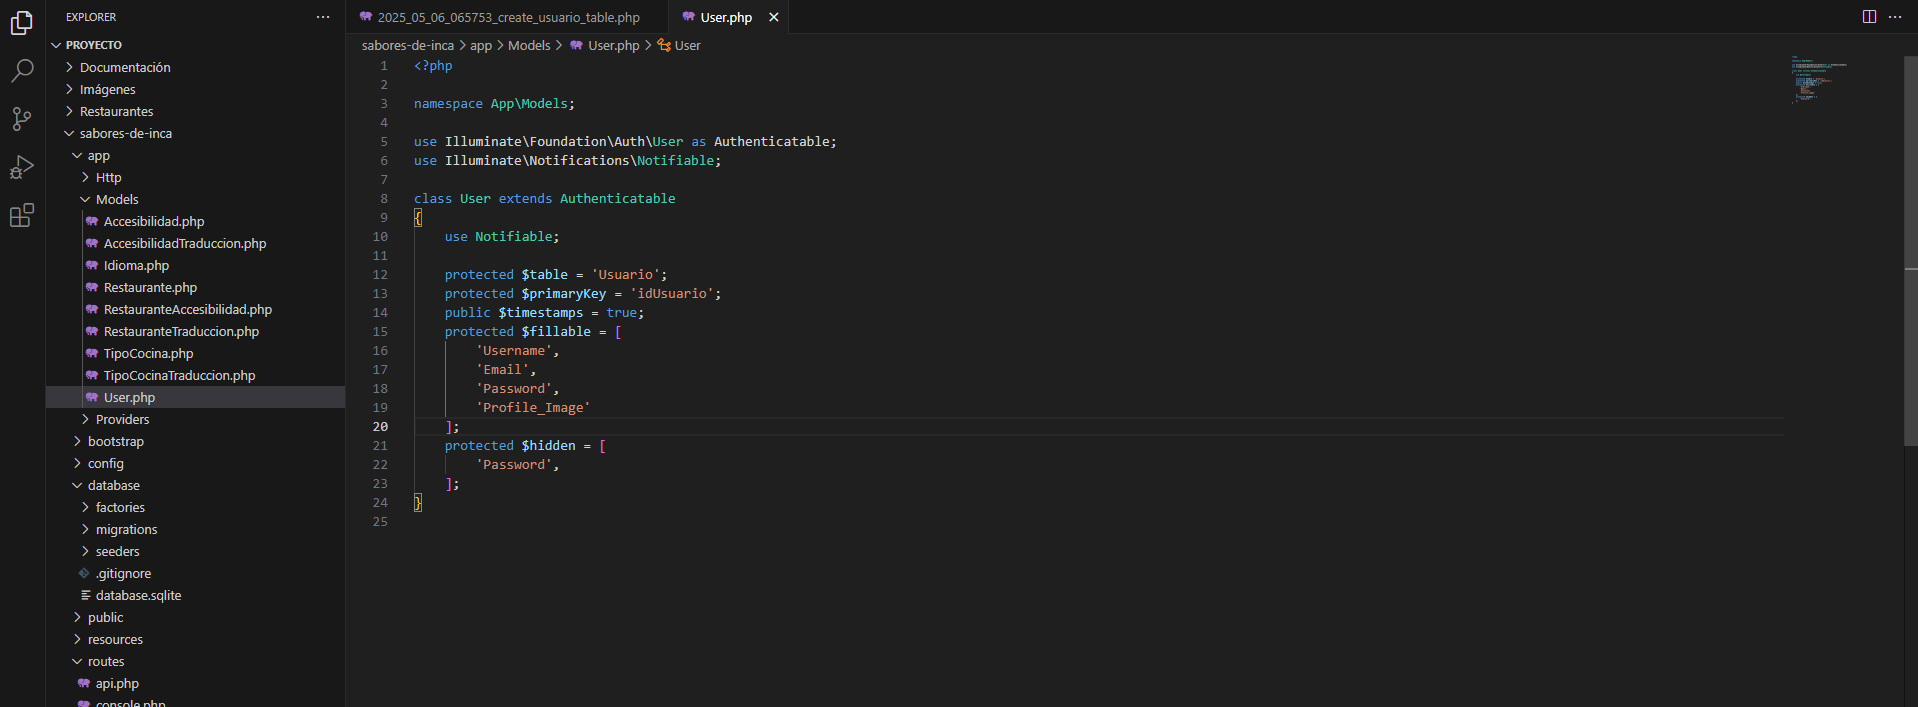 EXPLORER
PROYECTO
Documentación
Imágenes
Restaurantes
sabores-de-inca
app
Http
Models
Accesibilidad.php
AccesibilidadTraduccion.php
Idioma.php
Restaurante.php
RestauranteAccesibilidad.php
RestauranteTraduccion.php
TipoCocina.php
TipoCocinaTraduccion.php
User.php
Providers
bootstrap
config
database
factories
migrations
seeders
.gitignore
database.sqlite
public
resources
routes
api.php
console.php
2025_05_06_065753_create_usuario_table.php
User.php
sabores-de-inca > app > Models > User.php > User
1 <?php
2
3 namespace App\Models;
4
5 use Illuminate\Foundation\Auth\User as Authenticatable;
6 use Illuminate\Notifications\Notifiable;
7
8 class User extends Authenticatable
9 {
10     use Notifiable;
11
12     protected $table = 'Usuario';
13     protected $primaryKey = 'idUsuario';
14     public $timestamps = true;
15     protected $fillable = [
16         'Username',
17         'Email',
18         'Password',
19         'Profile_Image'
20     ];
21     protected $hidden = [
22         'Password',
23     ];
24 }
25